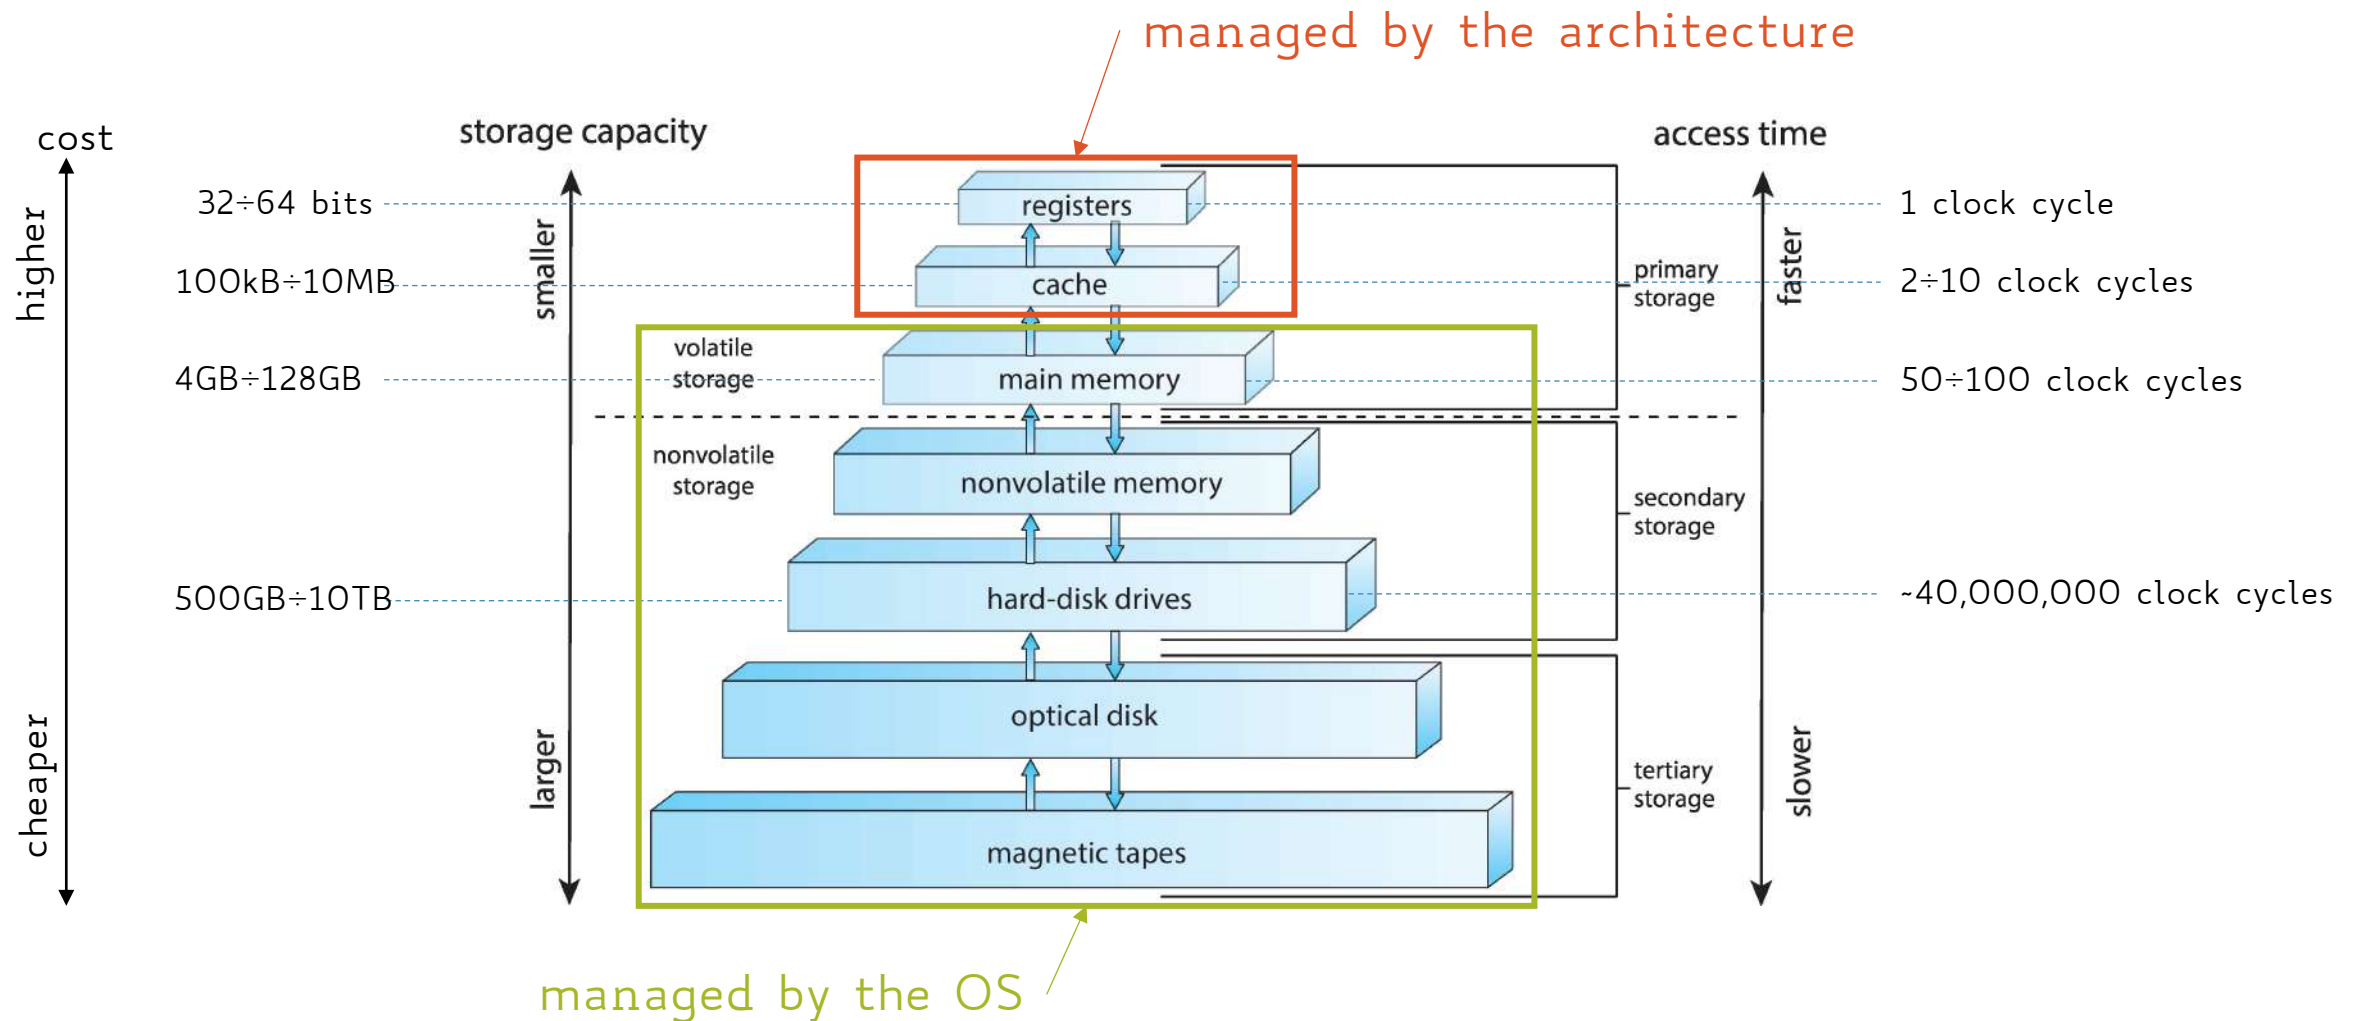 managed by the architecture
cost
storage capacity
access time
higher
cheaper
smaller
larger
faster
slower
32÷64 bits
registers
1 clock cycle
100kB÷10MB
cache
primary
storage
2÷10 clock cycles
volatile
storage
4GB÷128GB
main memory
50÷100 clock cycles
nonvolatile
storage
nonvolatile memory
secondary
storage
500GB÷10TB
hard-disk drives
~40,000,000 clock cycles
optical disk
tertiary
storage
magnetic tapes
managed by the OS